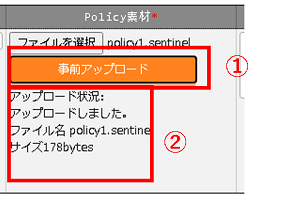 Policy素材*
ファイルを選択 policy1.sentinel
事前アップロード
①
アップロード状況:
アップロードしました。
ファイル名 policy1.sentine
サイズ178bytes
②